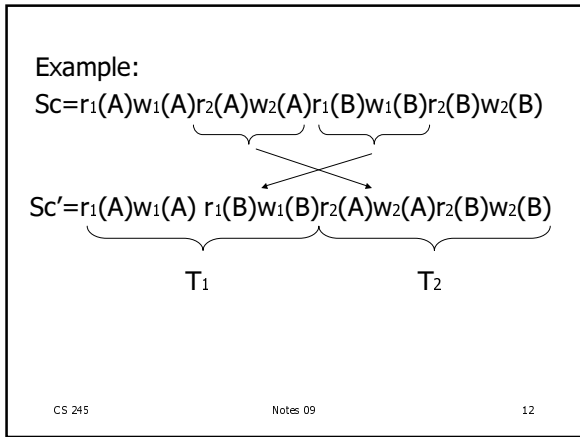 Example:
Sc=r1(A)w1(A)r2(A)w2(A)r1(B)w1(B)r2(B)w2(B)
Sc'=r1(A)w1(A) r1(B)w1(B)r2(A)w2(A)r2(B)w2(B)
T1 T2
CS 245 Notes 09 12